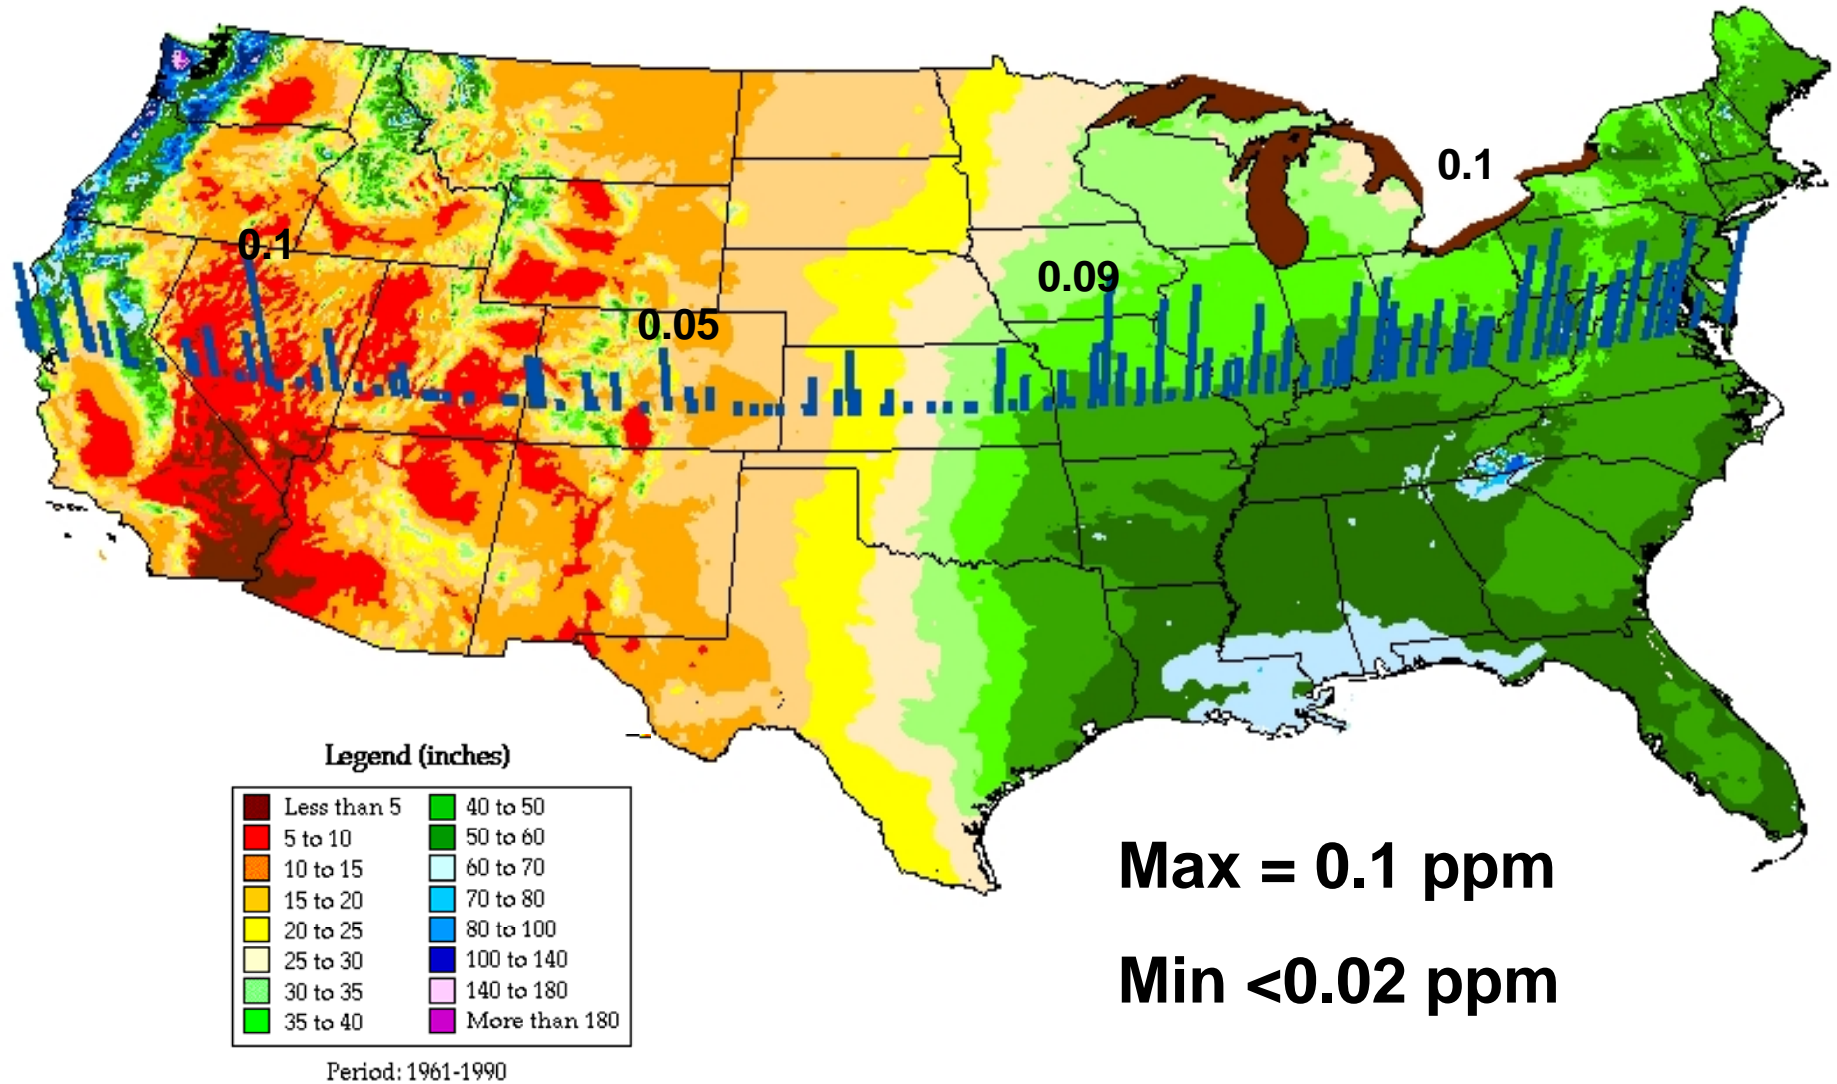 0.1
0.1
0.09
0.05
Legend (inches)
Less than 5
5 to 10
10 to 15
15 to 20
20 to 25
25 to 30
30 to 35
35 to 40
40 to 50
50 to 60
60 to 70
70 to 80
80 to 100
100 to 140
140 to 180
More than 180
Period: 1961-1990
Max = 0.1 ppm
Min <0.02 ppm